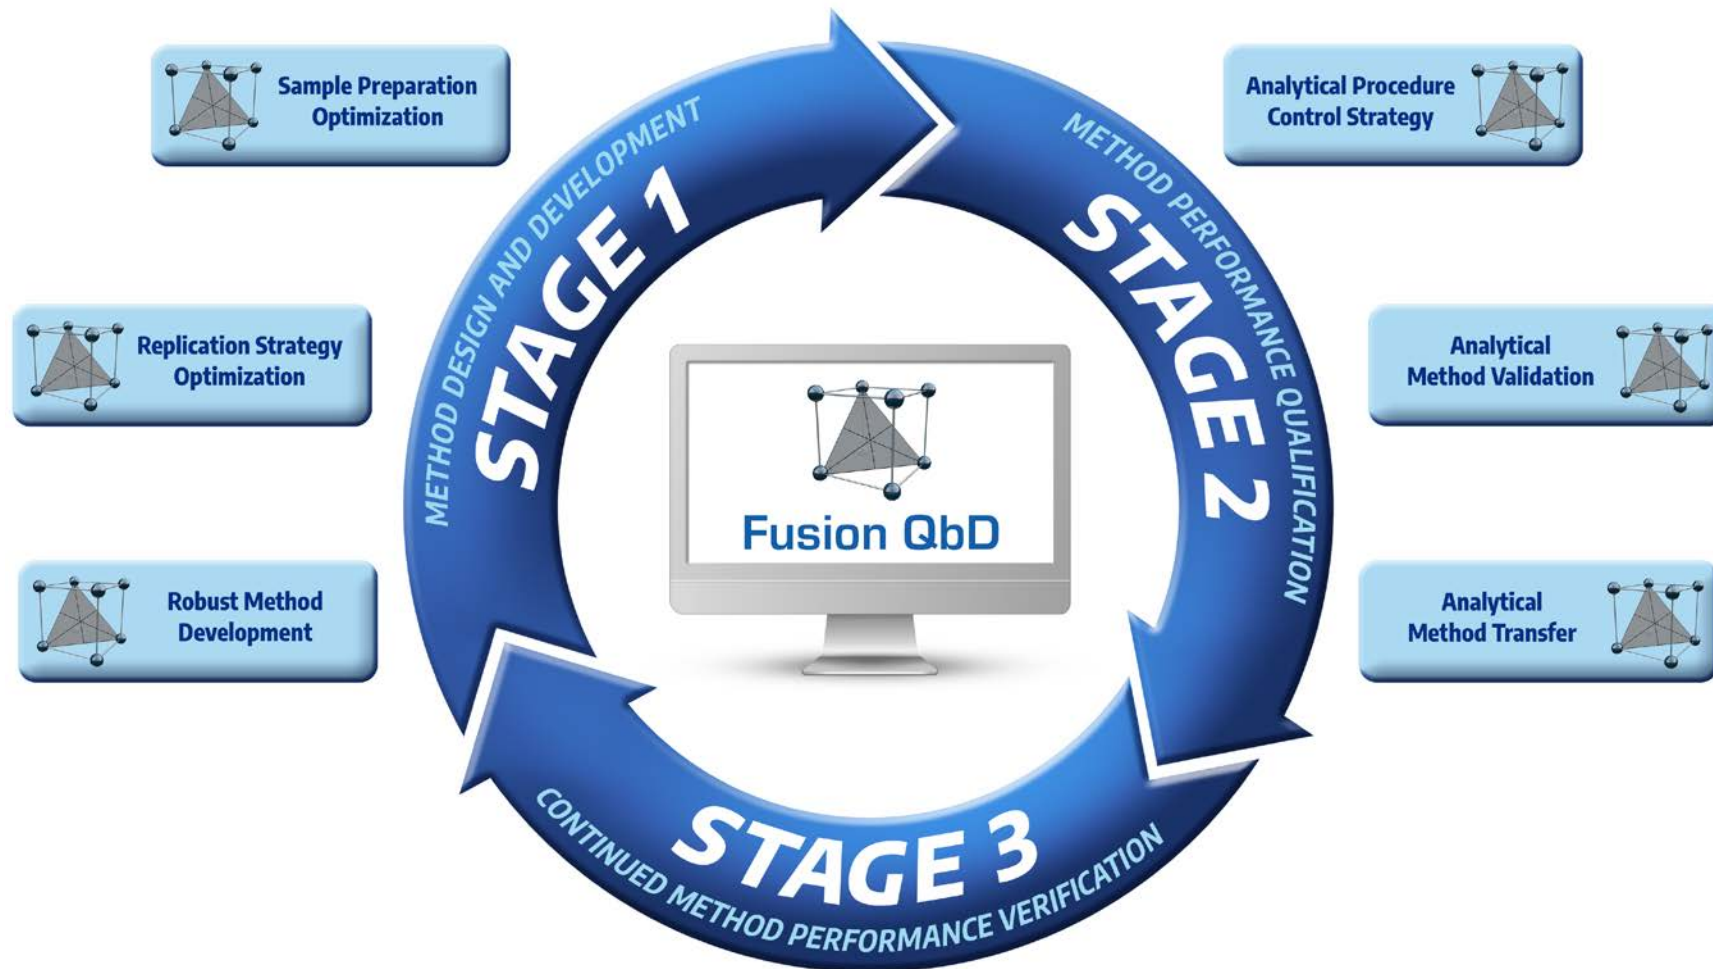 Sample Preparation
Optimization
Replication Strategy
Optimization
Robust Method
Development
METHOD DESIGN AND DEVELOPMENT
STAGE 1
METHOD PERFORMANCE QUALIFICATION
STAGE 2
STAGE 3
CONTINUED METHOD PERFORMANCE VERIFICATION
Fusion QbD
Analytical Procedure
Control Strategy
Analytical
Method Validation
Analytical
Method Transfer